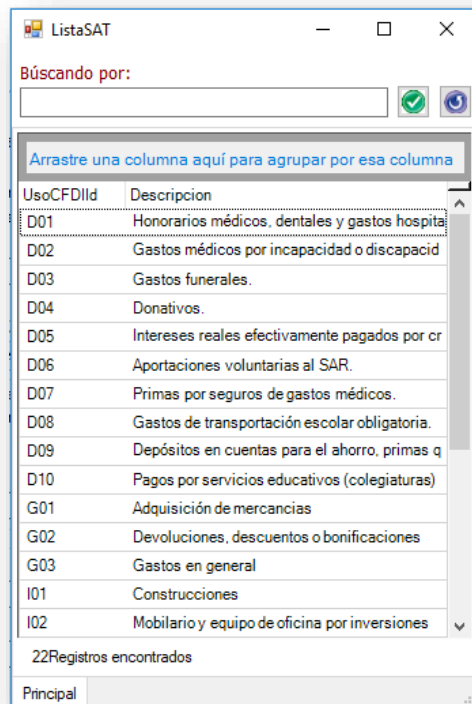 ListaSAT
Búscando por:
Arrastre una columna aquí para agrupar por esa columna
UsoCFDIId Descripcion
D01 Honorarios médicos, dentales y gastos hospita
D02 Gastos médicos por incapacidad o discapacid
D03 Gastos funerales.
D04 Donativos.
D05 Intereses reales efectivamente pagados por cr
D06 Aportaciones voluntarias al SAR.
D07 Primas por seguros de gastos médicos.
D08 Gastos de transportación escolar obligatoria.
D09 Depósitos en cuentas para el ahorro, primas q
D10 Pagos por servicios educativos (colegiaturas)
G01 Adquisición de mercancias
G02 Devoluciones, descuentos o bonificaciones
G03 Gastos en general
I01 Construcciones
I02 Mobilario y equipo de oficina por inversiones
22Registros encontrados
Principal